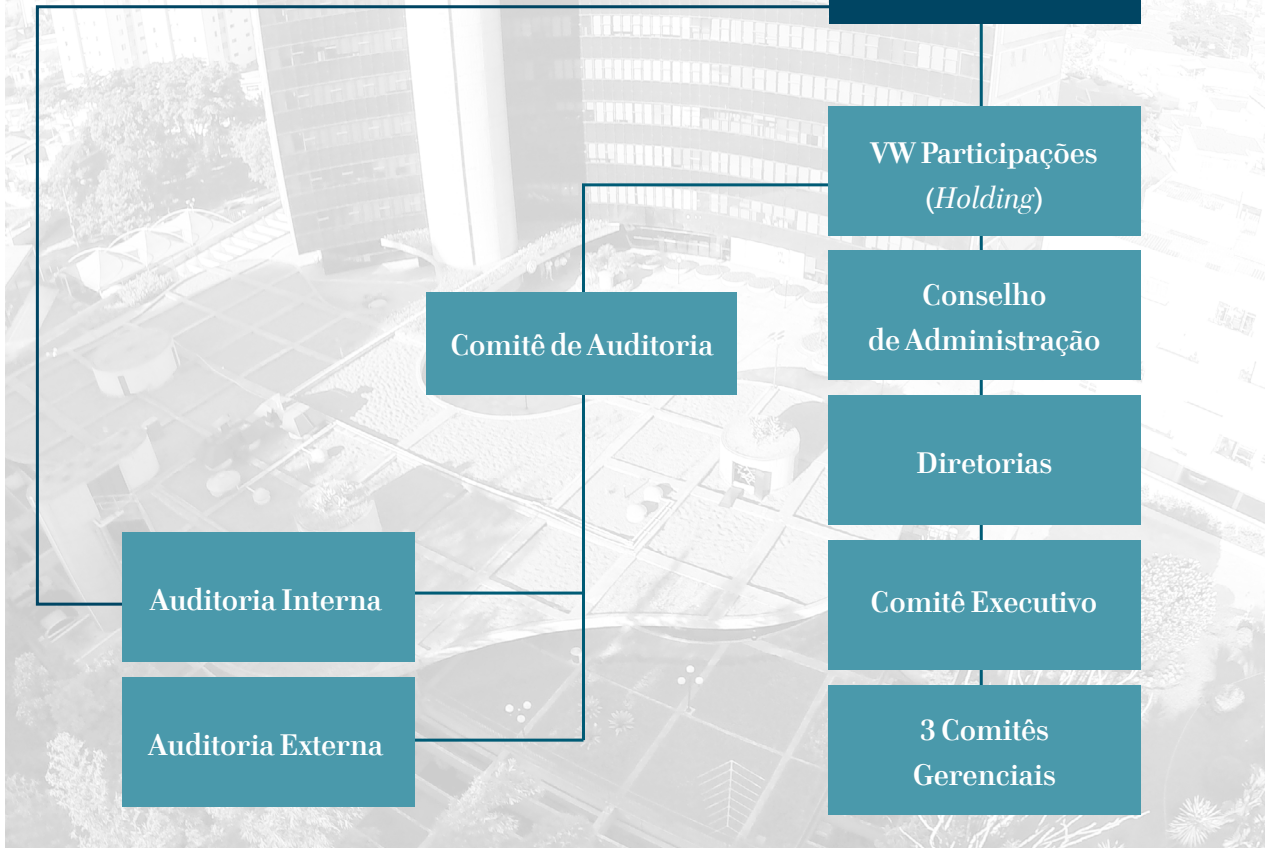 VW Participações
(Holding)
Conselho
de Administração
Comitê de Auditoria
Diretorias
Auditoria Interna
Comitê Executivo
Auditoria Externa
3 Comitês
Gerenciais